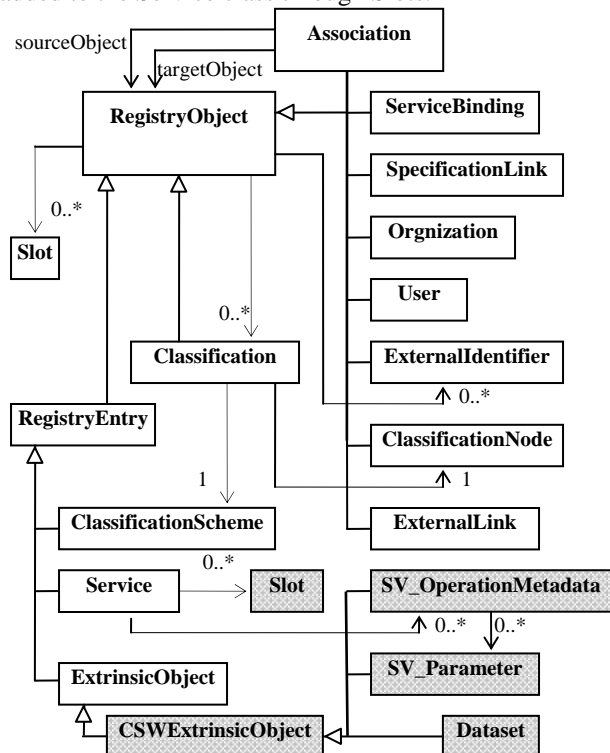 added to the Service class through Slots.
Association
sourceObject
targetObject
RegistryObject
ServiceBinding
SpecificationLink
0..*
Slot
Orgnization
User
0..*
Classification
ExternalIdentifier
0..*
RegistryEntry
ClassificationNode
1
1
ClassificationScheme
ExternalLink
0..*
Service
Slot
SV_OperationMetadata
0..*
0..*
ExtrinsicObject
SV_Parameter
CSWExtrinsicObject
Dataset